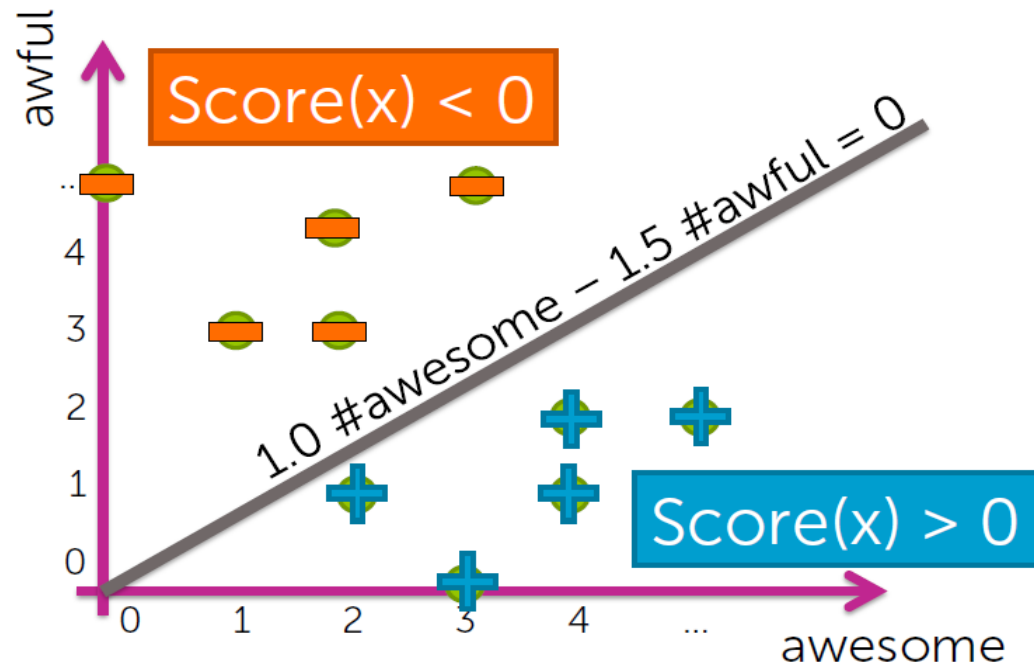 awful
Score(x) < 0
1.0 #awesome – 1.5 #awful = 0
..
4
3
2
1
0
Score(x) > 0
0 1 2 3 4 ...
awesome